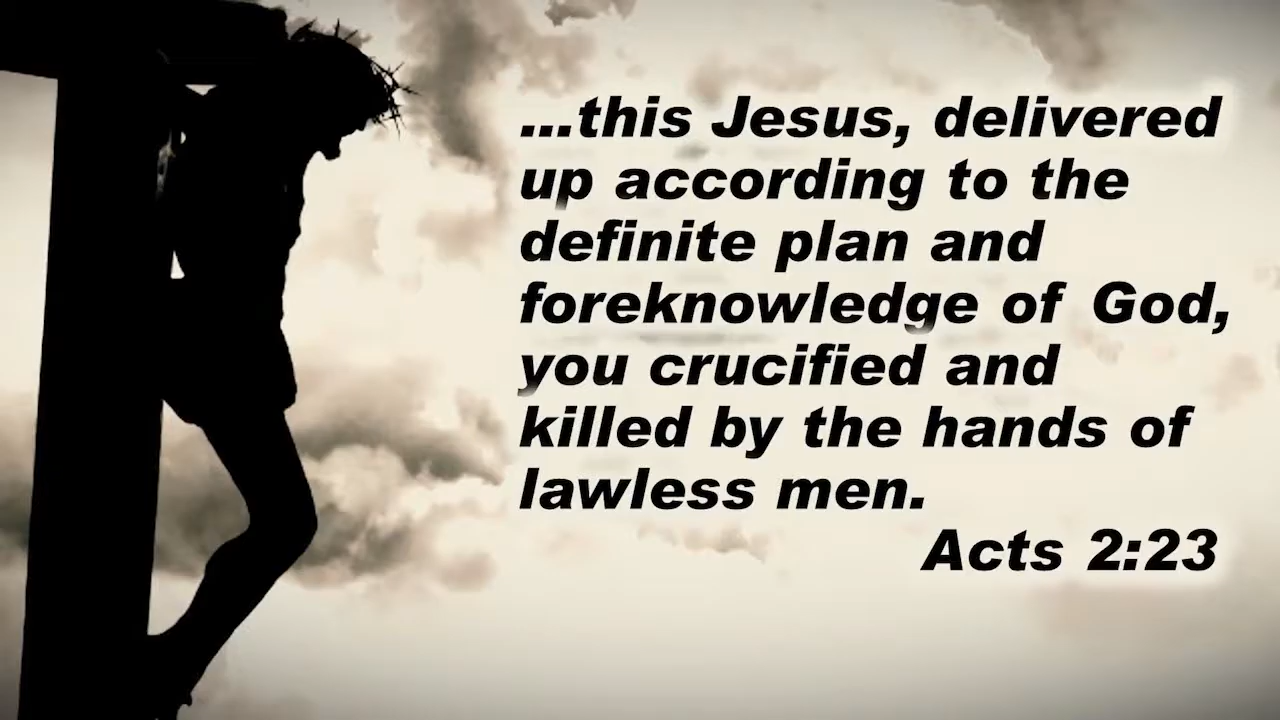 ...this Jesus, delivered
up according to the
definite plan and
foreknowledge of God,
you crucified and
killed by the hands of
lawless men.
Acts 2:23